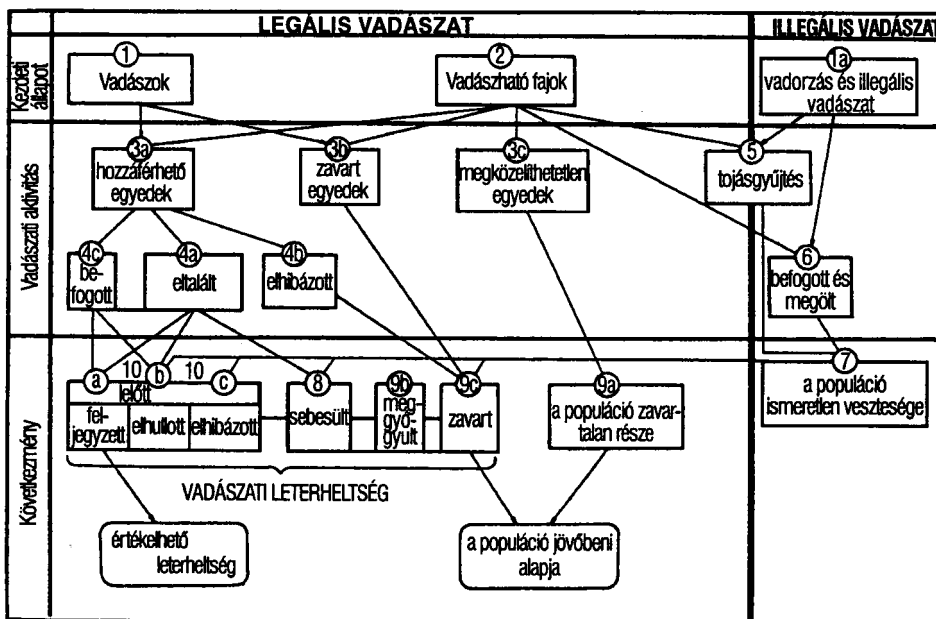 LEGÁLIS VADÁSZAT
ILLEGÁLIS VADÁSZAT
Kezdeti
állapot
1
Vadászok
2
Vadászható fajok
1a
vadorzás és illegális
vadászat
Vadászati aktivitás
3a
hozzáférhető
egyedek
3b
zavart
egyedek
3c
megközelíthetetlen
egyedek
5
tojásgyűjtés
4c
be-
fogott
4a
eltalált
4b
elhibázott
6
befogott és
megölt
Következmény
a
10
b
10
c
lelőtt
fel-
jegyzett
elhullott
elhibázott
8
sebesült
9b
meg-
gyó-
gyult
9c
zavart
9a
a populáció zavar-
talan része
7
a populáció
ismeretlen vesztesége
VADÁSZATI LETERHELTSÉG
értékelhető
leterheltség
a populáció jövőbeni
alapja